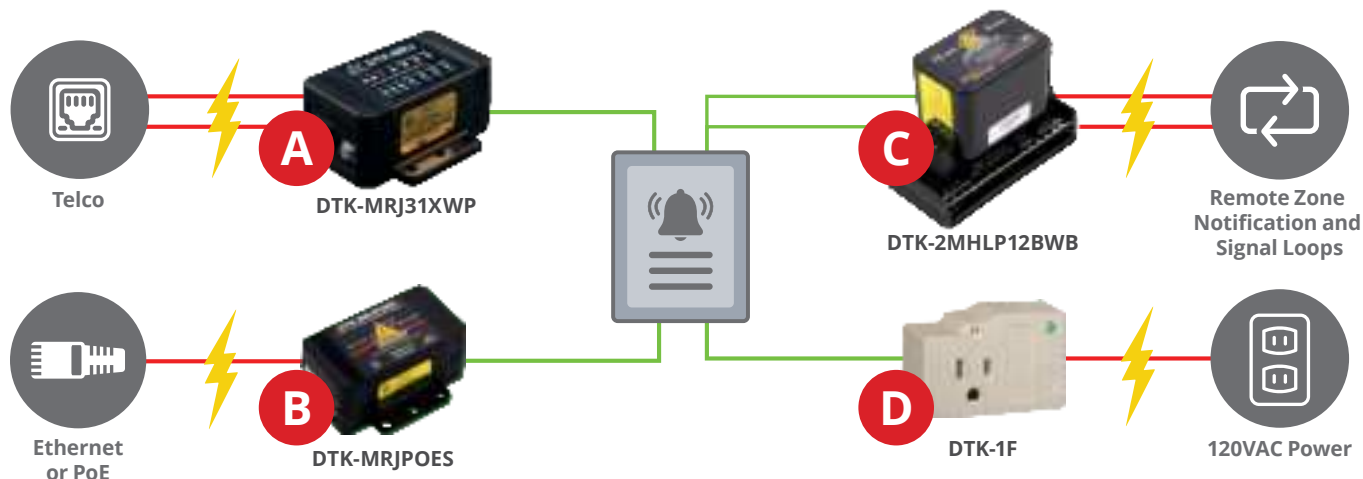 Telco
A
DTK-MRJ31XWP
C
DTK-2MHLP12BWB
Remote Zone
Notification and
Signal Loops
Ethernet
or PoE
B
DTK-MRJPOES
D
DTK-1F
120VAC Power